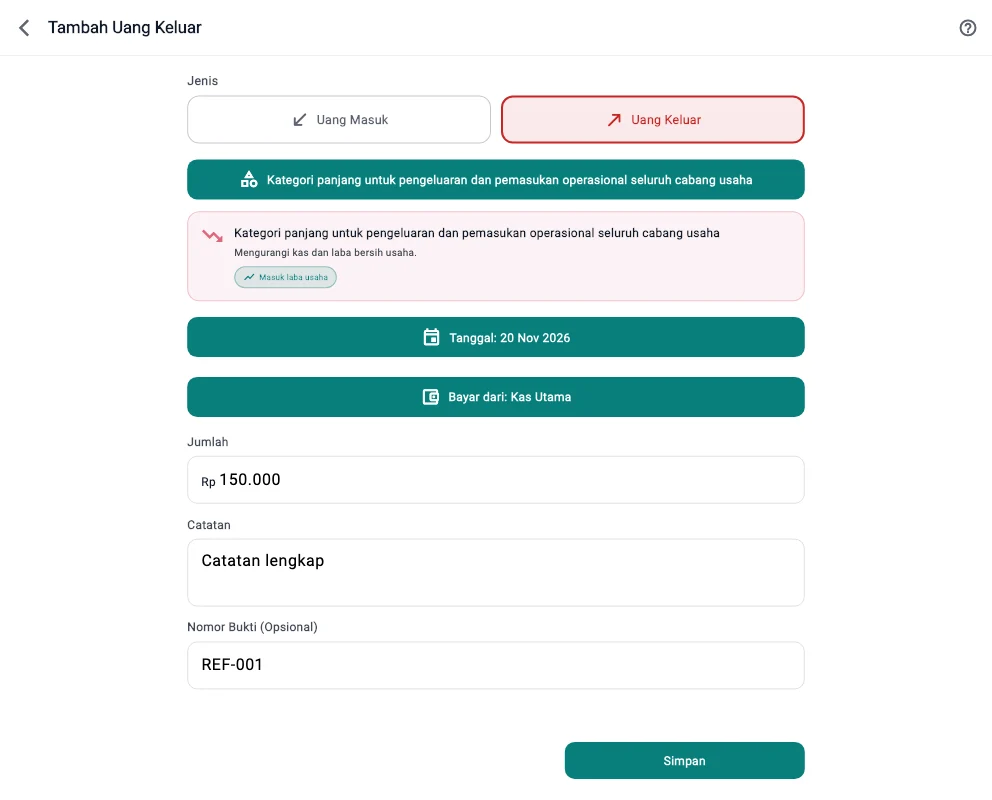 Tambah Uang Keluar
Jenis
Uang Masuk
Uang Keluar
Kategori panjang untuk pengeluaran dan pemasukan operasional seluruh cabang usaha
Kategori panjang untuk pengeluaran dan pemasukan operasional seluruh cabang usaha
Mengurangi kas dan laba bersih usaha.
Masuk laba usaha
Tanggal: 20 Nov 2026
Bayar dari: Kas Utama
Jumlah
Rp 150.000
Catatan
Catatan lengkap
Nomor Bukti (Opsional)
REF-001
Simpan